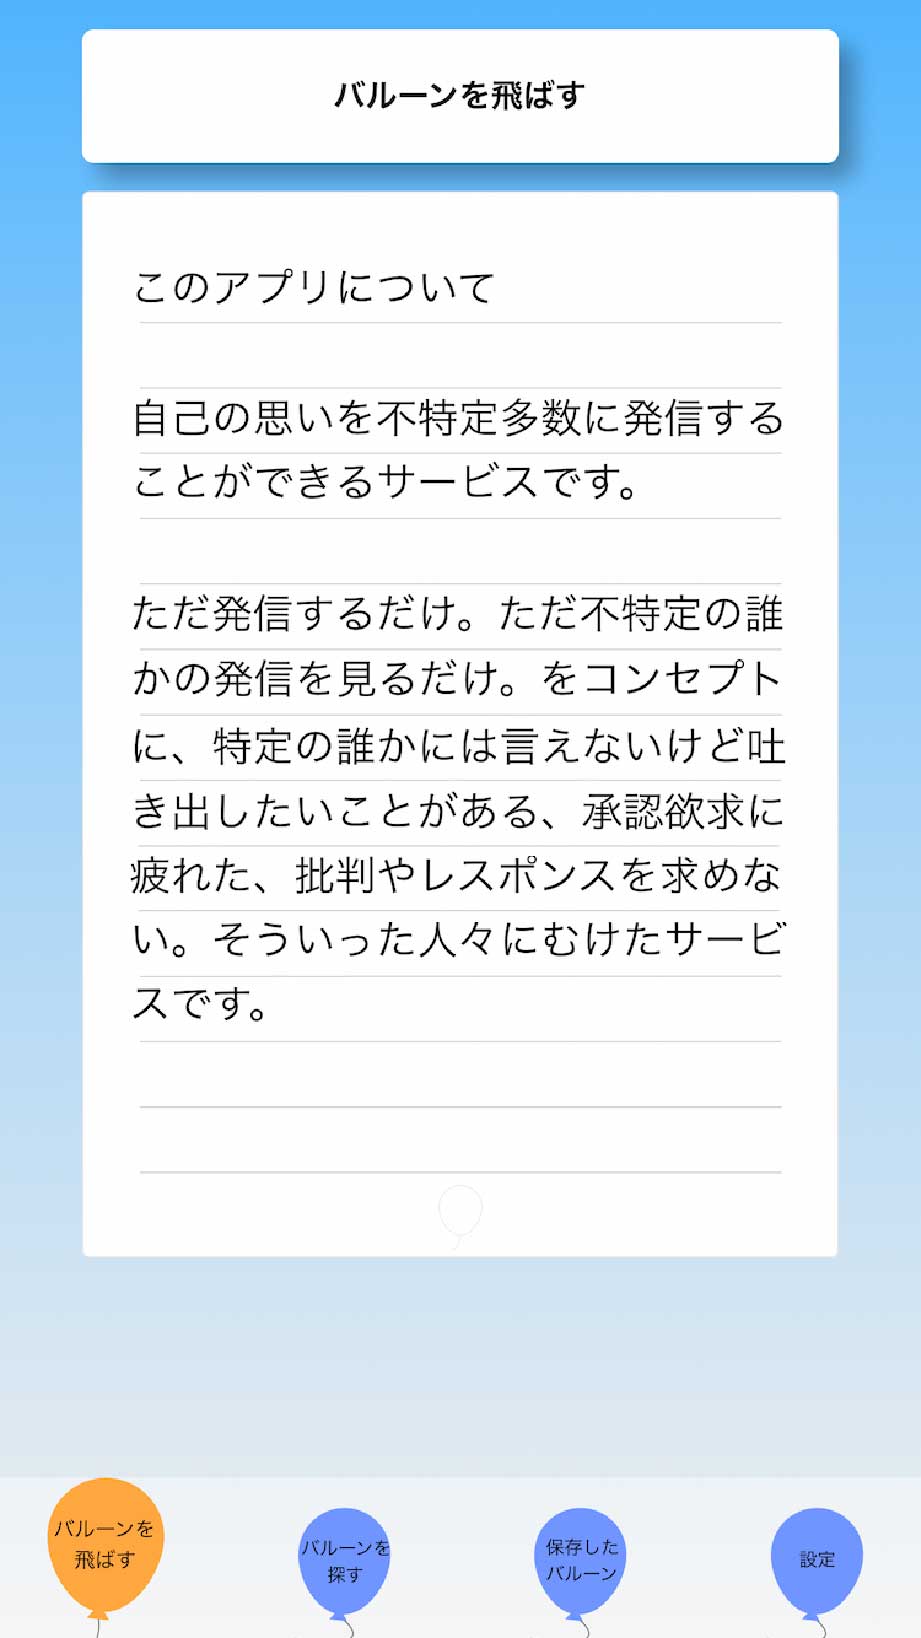 バルーンを飛ばす
このアプリについて
自己の思いを不特定多数に発信する
ことができるサービスです。
ただ発信するだけ。ただ不特定の誰
かの発信を見るだけ。をコンセプト
に、特定の誰かには言えないけど吐
き出したいことがある、承認欲求に
疲れた、批判やレスポンスを求めな
い。そういった人々にむけたサービ
スです。
バルーンを
飛ばす
バルーンを
探す
保存した
バルーン
設定